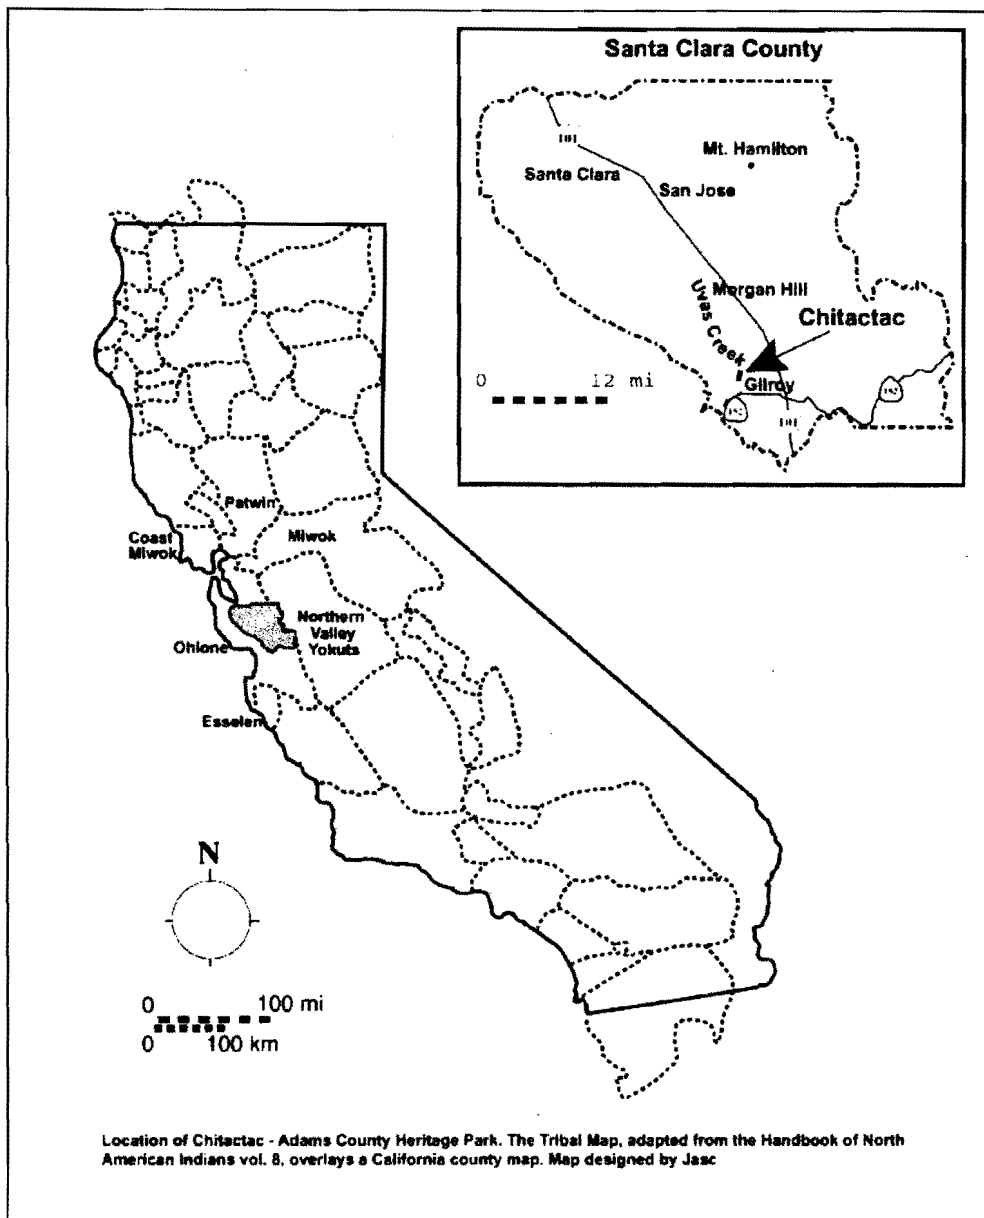 Santa Clara County
101
Mt. Hamilton
Santa Clara
San Jose
Morgan Hill
Uvas Creek
Chitactac
0 12 mi
Gilroy
152
152
101
Patwin
Miwok
Coast
Miwok
Northern
Valley
Yokuts
Ohlone
Esselen
N
0 100 mi
0 100 km
Location of Chitactac - Adams County Heritage Park. The Tribal Map, adapted from the Handbook of North
American Indians vol. 8, overlays a California county map. Map designed by Jasc